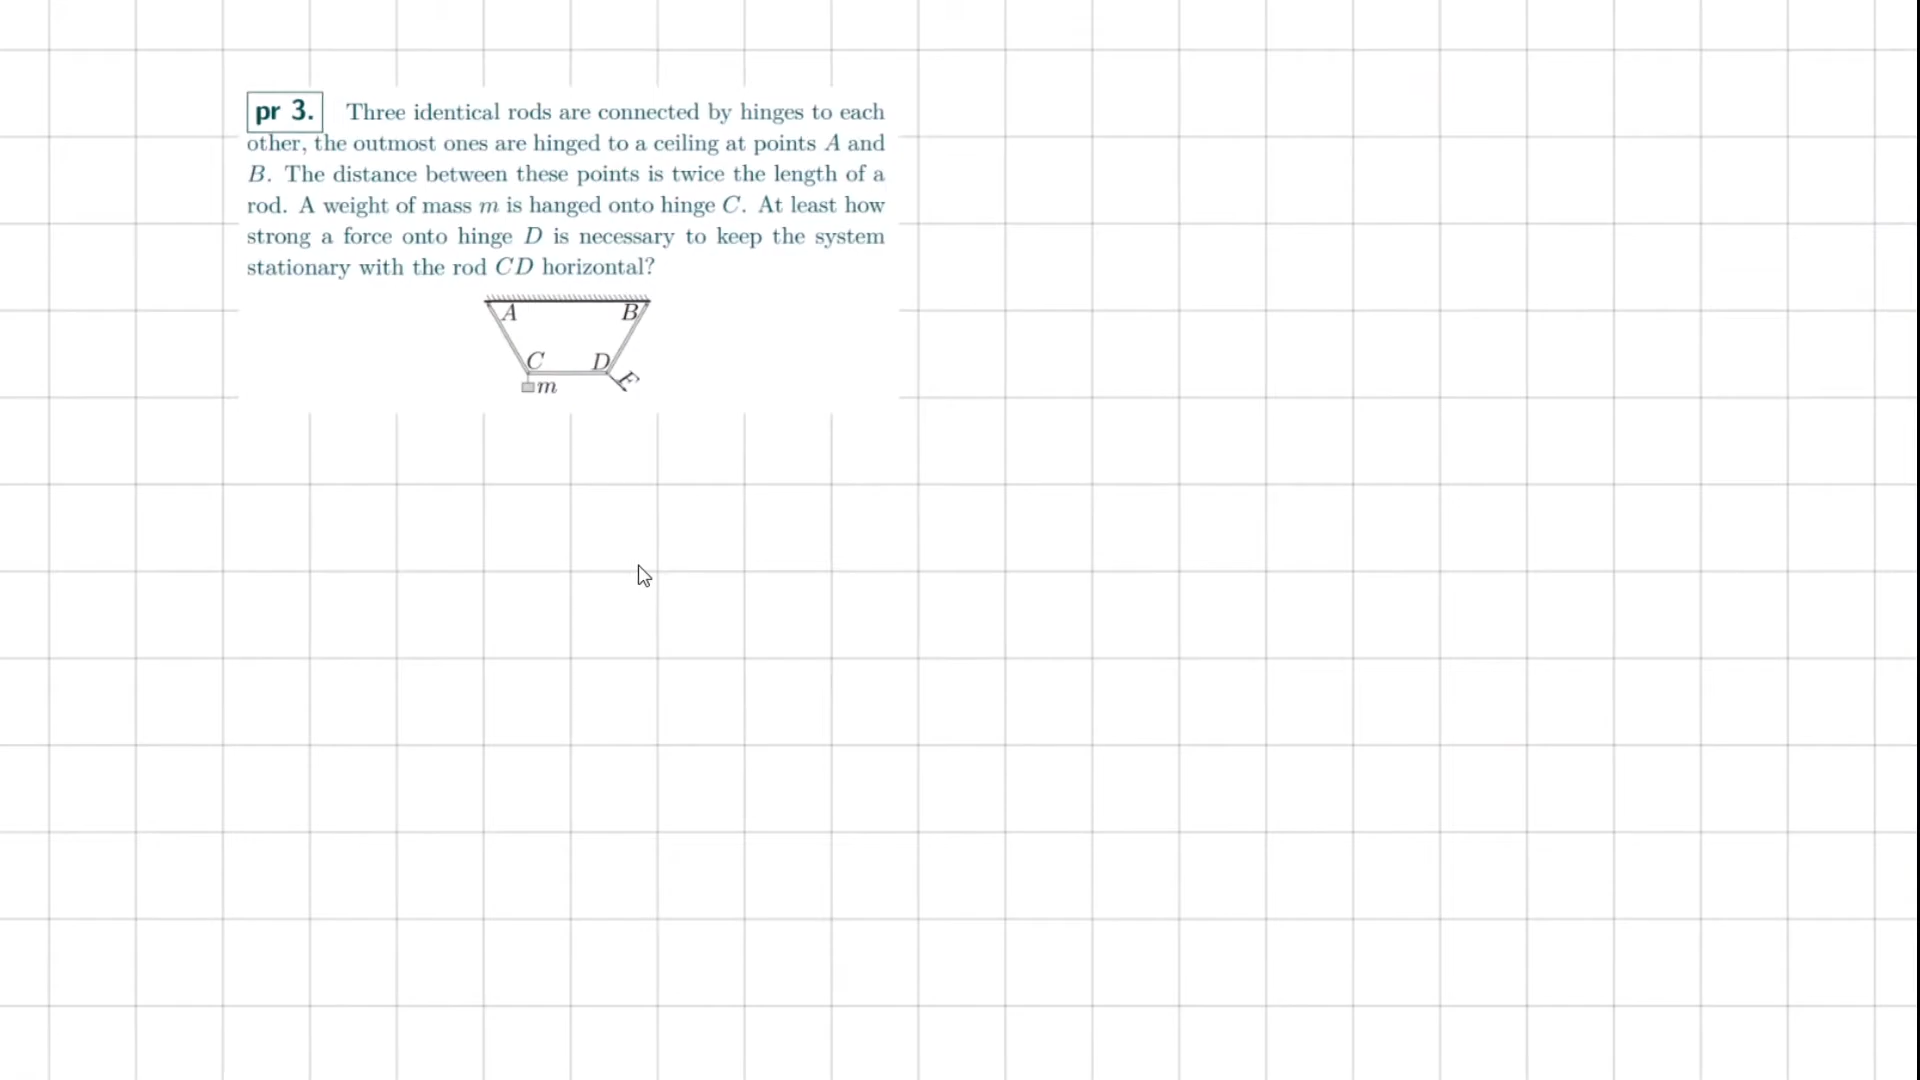 pr 3. Three identical rods are connected by hinges to each
other, the outmost ones are hinged to a ceiling at points A and
B. The distance between these points is twice the length of a
rod. A weight of mass m is hanged onto hinge C. At least how
strong a force onto hinge D is necessary to keep the system
stationary with the rod CD horizontal?
A B
C D
m F